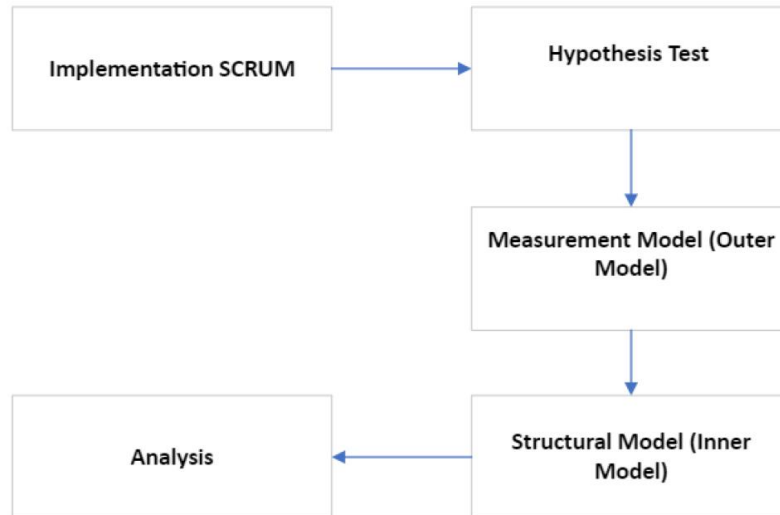 Implementation SCRUM
Hypothesis Test
Measurement Model (Outer
Model)
Structural Model (Inner
Model)
Analysis